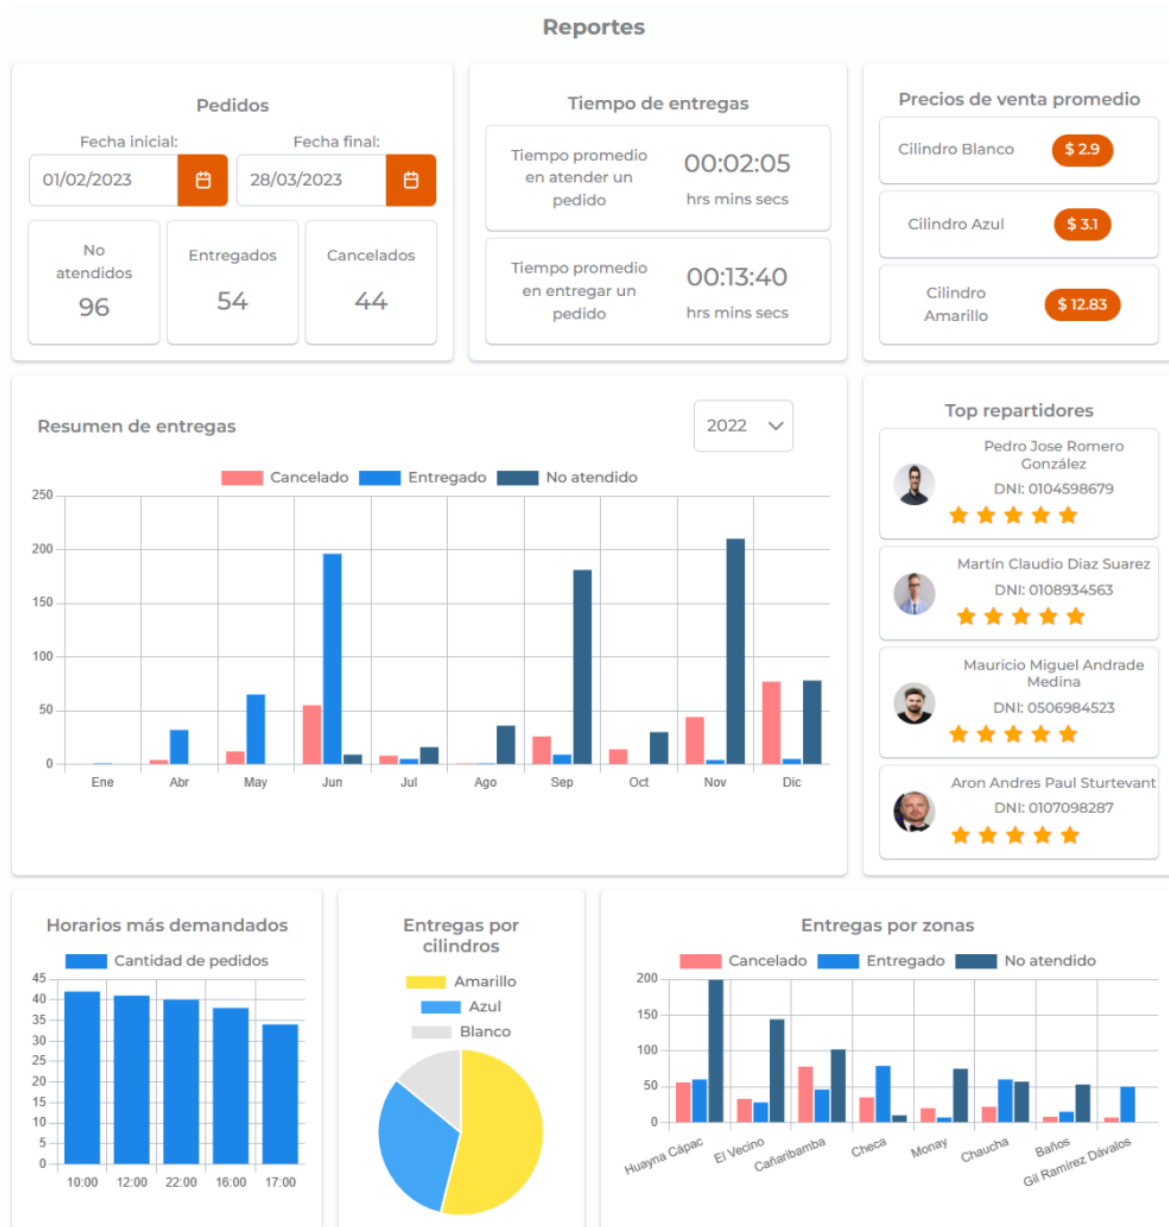 Reportes
Pedidos
Fecha inicial:
Fecha final:
01/02/2023
28/03/2023
No
atendidos
96
Entregados
54
Cancelados
44
Tiempo de entregas
Tiempo promedio
en atender un
pedido
00:02:05
hrs mins secs
Tiempo promedio
en entregar un
pedido
00:13:40
hrs mins secs
Precios de venta promedio
Cilindro Blanco
$ 2.9
Cilindro Azul
$ 3.1
Cilindro
Amarillo
$ 12.83
Resumen de entregas
2022
Cancelado Entregado No atendido
250
200
150
100
50
0
Ene Abr May Jun Jul Ago Sep Oct Nov Dic
Top repartidores
Pedro Jose Romero
González
DNI: 0104598679
Martín Claudio Diaz Suarez
DNI: 0108934563
Mauricio Miguel Andrade
Medina
DNI: 0506984523
Aron Andres Paul Sturtevant
DNI: 0107098287
Horarios más demandados
Cantidad de pedidos
45
40
35
30
25
20
15
10
5
0
10:00 12:00 22:00 16:00 17:00
Entregas por
cilindros
Amarillo
Azul
Blanco
Entregas por zonas
Cancelado Entregado No atendido
200
150
100
50
0
Huayna Cápac El Vecino Cañaribamba Checa Monay Chaucha Baños Gil Ramírez Dávalos